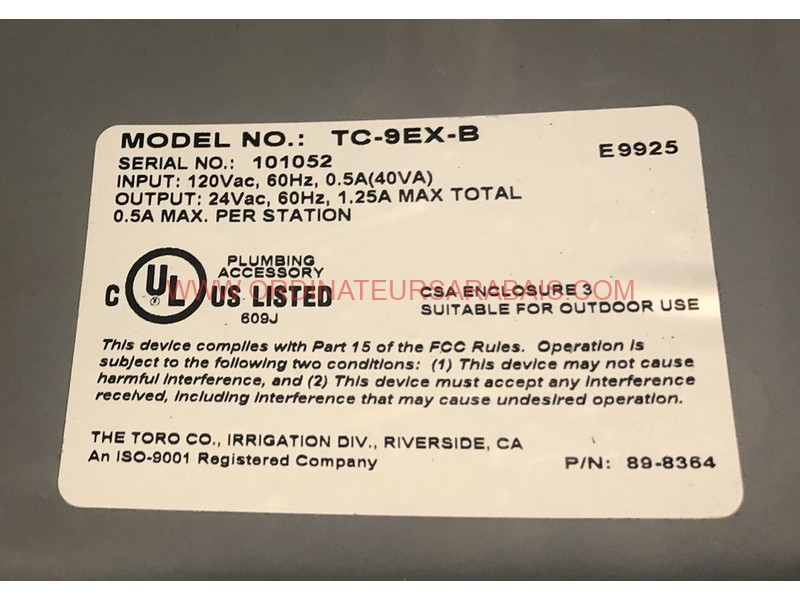 MODEL NO.: TC-9EX-B
E9925
SERIAL NO.: 101052
INPUT: 120Vac, 60Hz, 0.5A(40VA)
OUTPUT: 24Vac, 60Hz, 1.25A MAX TOTAL
0.5A MAX. PER STATION
PLUMBING
ACCESSORY
C UL US LISTED
609J
CSA ENCLOSURE 3
SUITABLE FOR OUTDOOR USE
WWW.ORDINATEURSARABAIS.COM
This device complies with Part 15 of the FCC Rules. Operation is
subject to the following two conditions: (1) This device may not cause
harmful interference, and (2) This device must accept any interference
received, including interference that may cause undesired operation.
THE TORO CO., IRRIGATION DIV., RIVERSIDE, CA
An ISO-9001 Registered Company
P/N: 89-8364